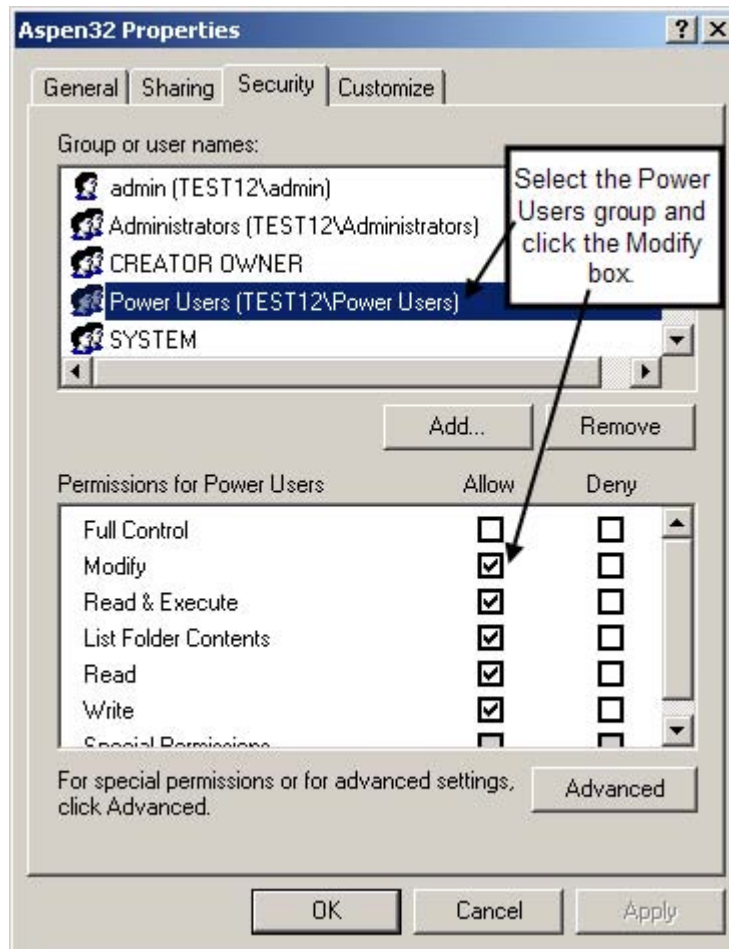 Aspen32 Properties
General
Sharing
Security
Customize
Group or user names:
admin (TEST12\admin)
Administrators (TEST12\Administrators)
CREATOR OWNER
Power Users (TEST12\Power Users)
SYSTEM
Select the Power
Users group and
click the Modify
box.
Add...
Remove
Permissions for Power Users
Allow
Deny
Full Control
Modify
Read & Execute
List Folder Contents
Read
Write
Special Permissions
For special permissions or for advanced settings,
click Advanced.
Advanced
OK
Cancel
Apply